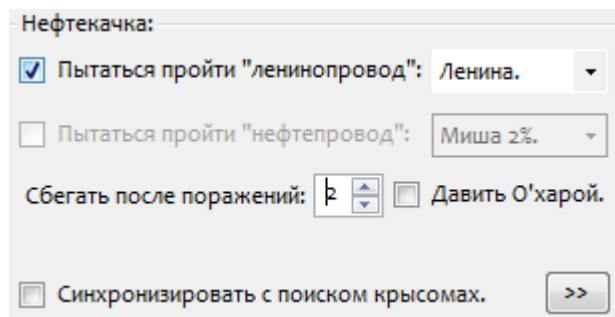 Нефтекачка:
Пытаться пройти "ленинопровод": Ленина.
Пытаться пройти "нефтепровод": Миша 2%.
Сбегать после поражений: 2 Давить О'харой.
Синхронизировать с поиском крысомах. >>